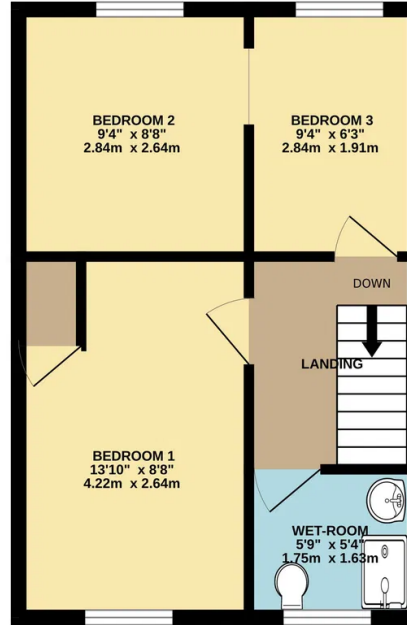 BEDROOM 2
9'4" x 8'8"
2.84m x 2.64m
BEDROOM 3
9'4" x 6'3"
2.84m x 1.91m
DOWN
LANDING
BEDROOM 1
13'10" x 8'8"
4.22m x 2.64m
WET-ROOM
5'9" x 5'4"
1.75m x 1.63m